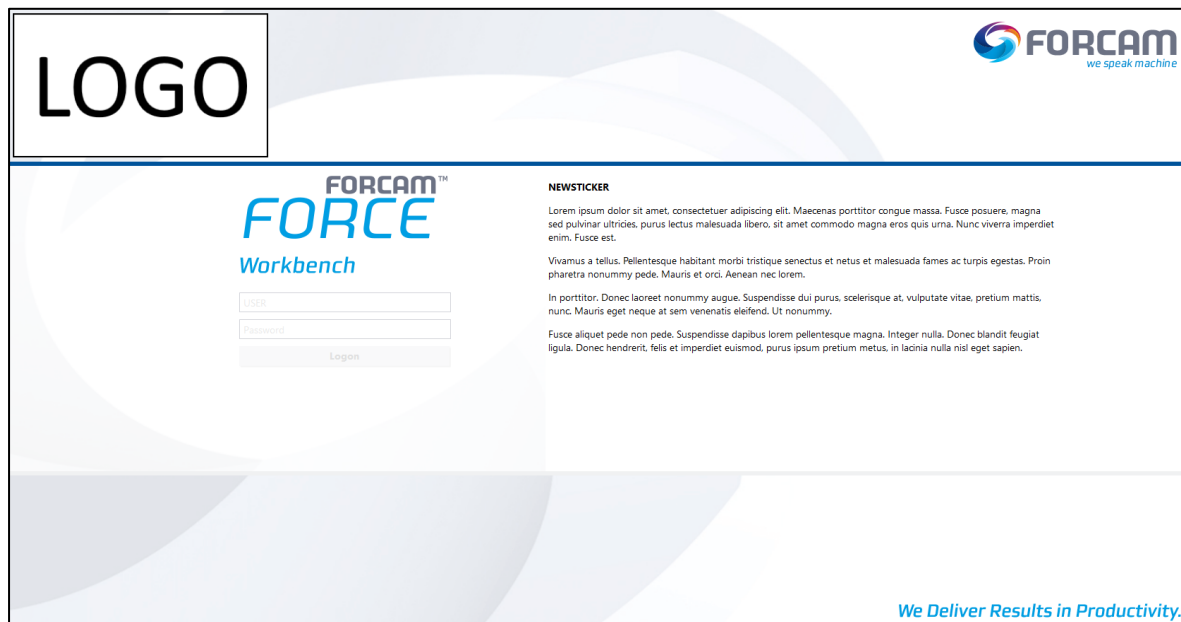 LOGO
FORCAM
we speak machine
FORCAM™
FORCE
Workbench
USER
Password
Logon
NEWSTICKER
Lorem ipsum dolor sit amet, consectetuer adipiscing elit. Maecenas porttitor congue massa. Fusce posuere, magna
sed pulvinar ultricies, purus lectus malesuada libero, sit amet commodo magna eros quis urna. Nunc viverra imperdiet
enim. Fusce est.
Vivamus a tellus. Pellentesque habitant morbi tristique senectus et netus et malesuada fames ac turpis egestas. Proin
pharetra nonummy pede. Mauris et orci. Aenean nec lorem.
In porttitor. Donec laoreet nonummy augue. Suspendisse dui purus, scelerisque at, vulputate vitae, pretium mattis,
nunc. Mauris eget neque at sem venenatis eleifend. Ut nonummy.
Fusce aliquet pede non pede. Suspendisse dapibus lorem pellentesque magna. Integer nulla. Donec blandit feugiat
ligula. Donec hendrerit, felis et imperdiet euismod, purus ipsum pretium metus, in lacinia nulla nisl eget sapien.
We Deliver Results in Productivity.